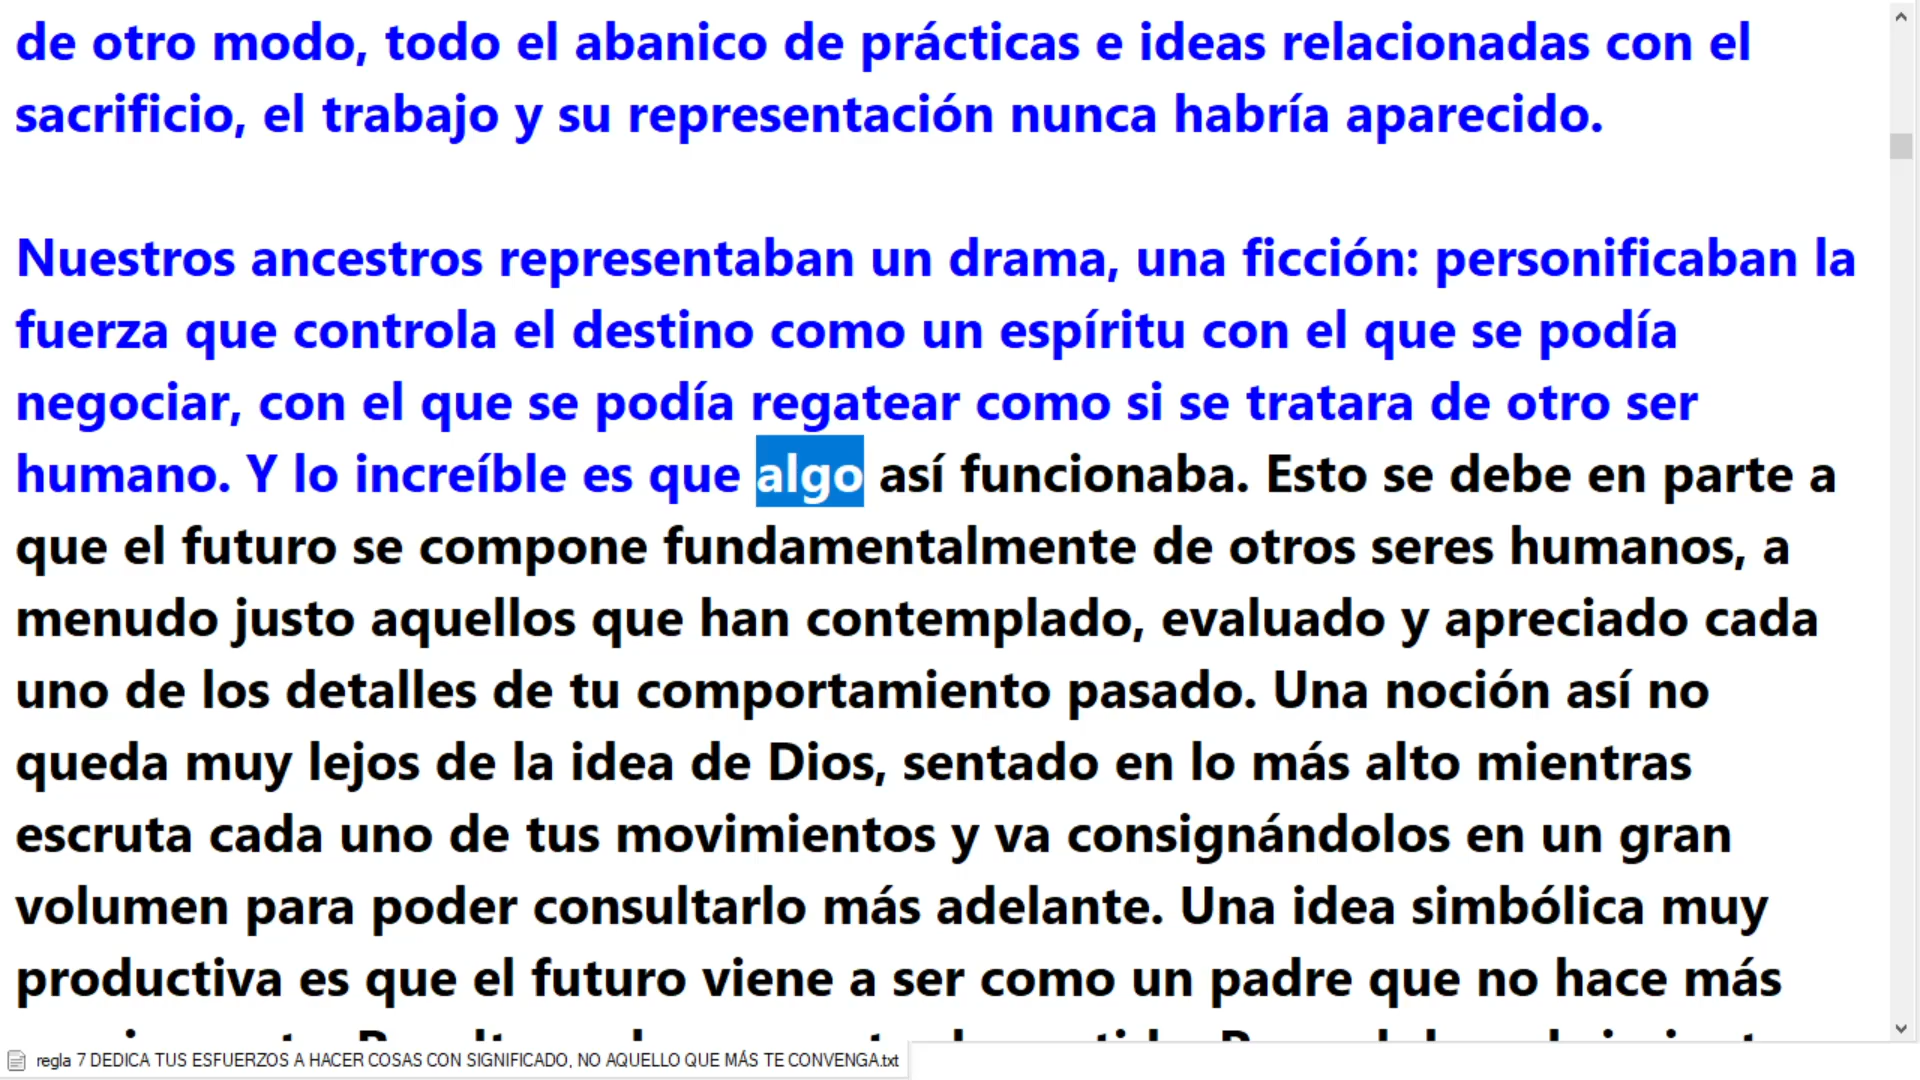 de otro modo, todo el abanico de prácticas e ideas relacionadas con el
sacrificio, el trabajo y su representación nunca habría aparecido.
Nuestros ancestros representaban un drama, una ficción: personificaban la
fuerza que controla el destino como un espíritu con el que se podía
negociar, con el que se podía regatear como si se tratara de otro ser
humano. Y lo increíble es que algo así funcionaba. Esto se debe en parte a
que el futuro se compone fundamentalmente de otros seres humanos, a
menudo justo aquellos que han contemplado, evaluado y apreciado cada
uno de los detalles de tu comportamiento pasado. Una noción así no
queda muy lejos de la idea de Dios, sentado en lo más alto mientras
escruta cada uno de tus movimientos y va consignándolos en un gran
volumen para poder consultarlo más adelante. Una idea simbólica muy
productiva es que el futuro viene a ser como un padre que no hace más
regla 7 DEDICA TUS ESFUERZOS A HACER COSAS CON SIGNIFICADO, NO AQUELLO QUE MÁS TE CONVENGA.txt